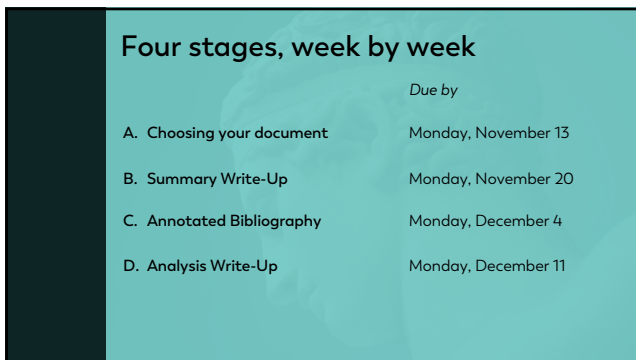 Four stages, week by week
Due by
A. Choosing your document Monday, November 13
B. Summary Write-Up Monday, November 20
C. Annotated Bibliography Monday, December 4
D. Analysis Write-Up Monday, December 11